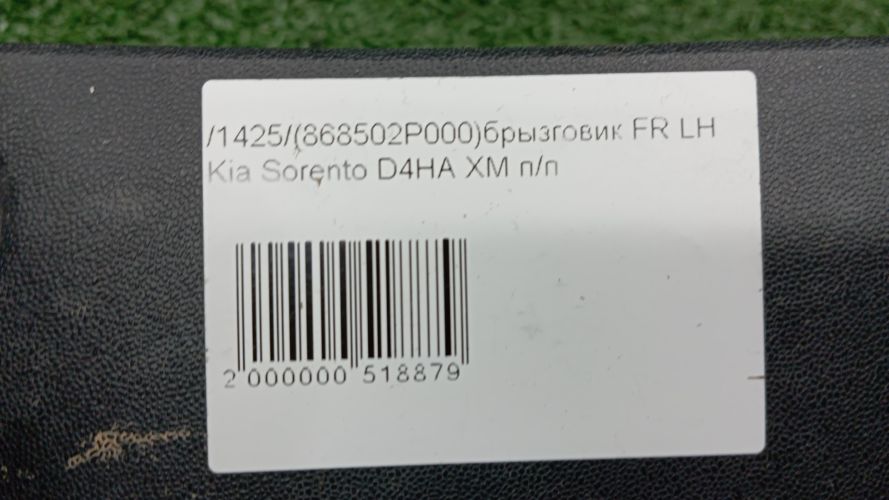 /1425/(868502P000)брызговик FR LH
Kia Sorento D4HA XM п/п
2 000000 518879